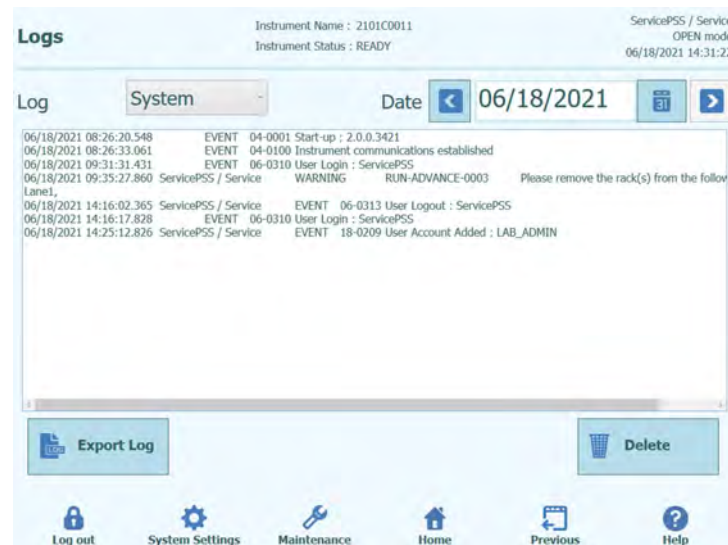 Logs
Instrument Name : 2101C0011
Instrument Status : READY
ServicePSS / Service
OPEN mode
06/18/2021 14:31:2
Log
System
Date
06/18/2021
31
06/18/2021 08:26:20.548 EVENT 04-0001 Start-up : 2.0.0.3421
06/18/2021 08:26:33.061 EVENT 04-0100 Instrument communications established
06/18/2021 09:31:31.431 EVENT 06-0310 User Login : ServicePSS
06/18/2021 09:35:27.860 ServicePSS / Service WARNING RUN-ADVANCE-0003 Please remove the rack(s) from the follow
Lane1,
06/18/2021 14:16:02.365 ServicePSS / Service EVENT 06-0313 User Logout : ServicePSS
06/18/2021 14:16:17.828 EVENT 06-0310 User Login : ServicePSS
06/18/2021 14:25:12.826 ServicePSS / Service EVENT 18-0209 User Account Added : LAB_ADMIN
LOG
Export Log
Delete
Log out
System Settings
Maintenance
Home
Previous
Help